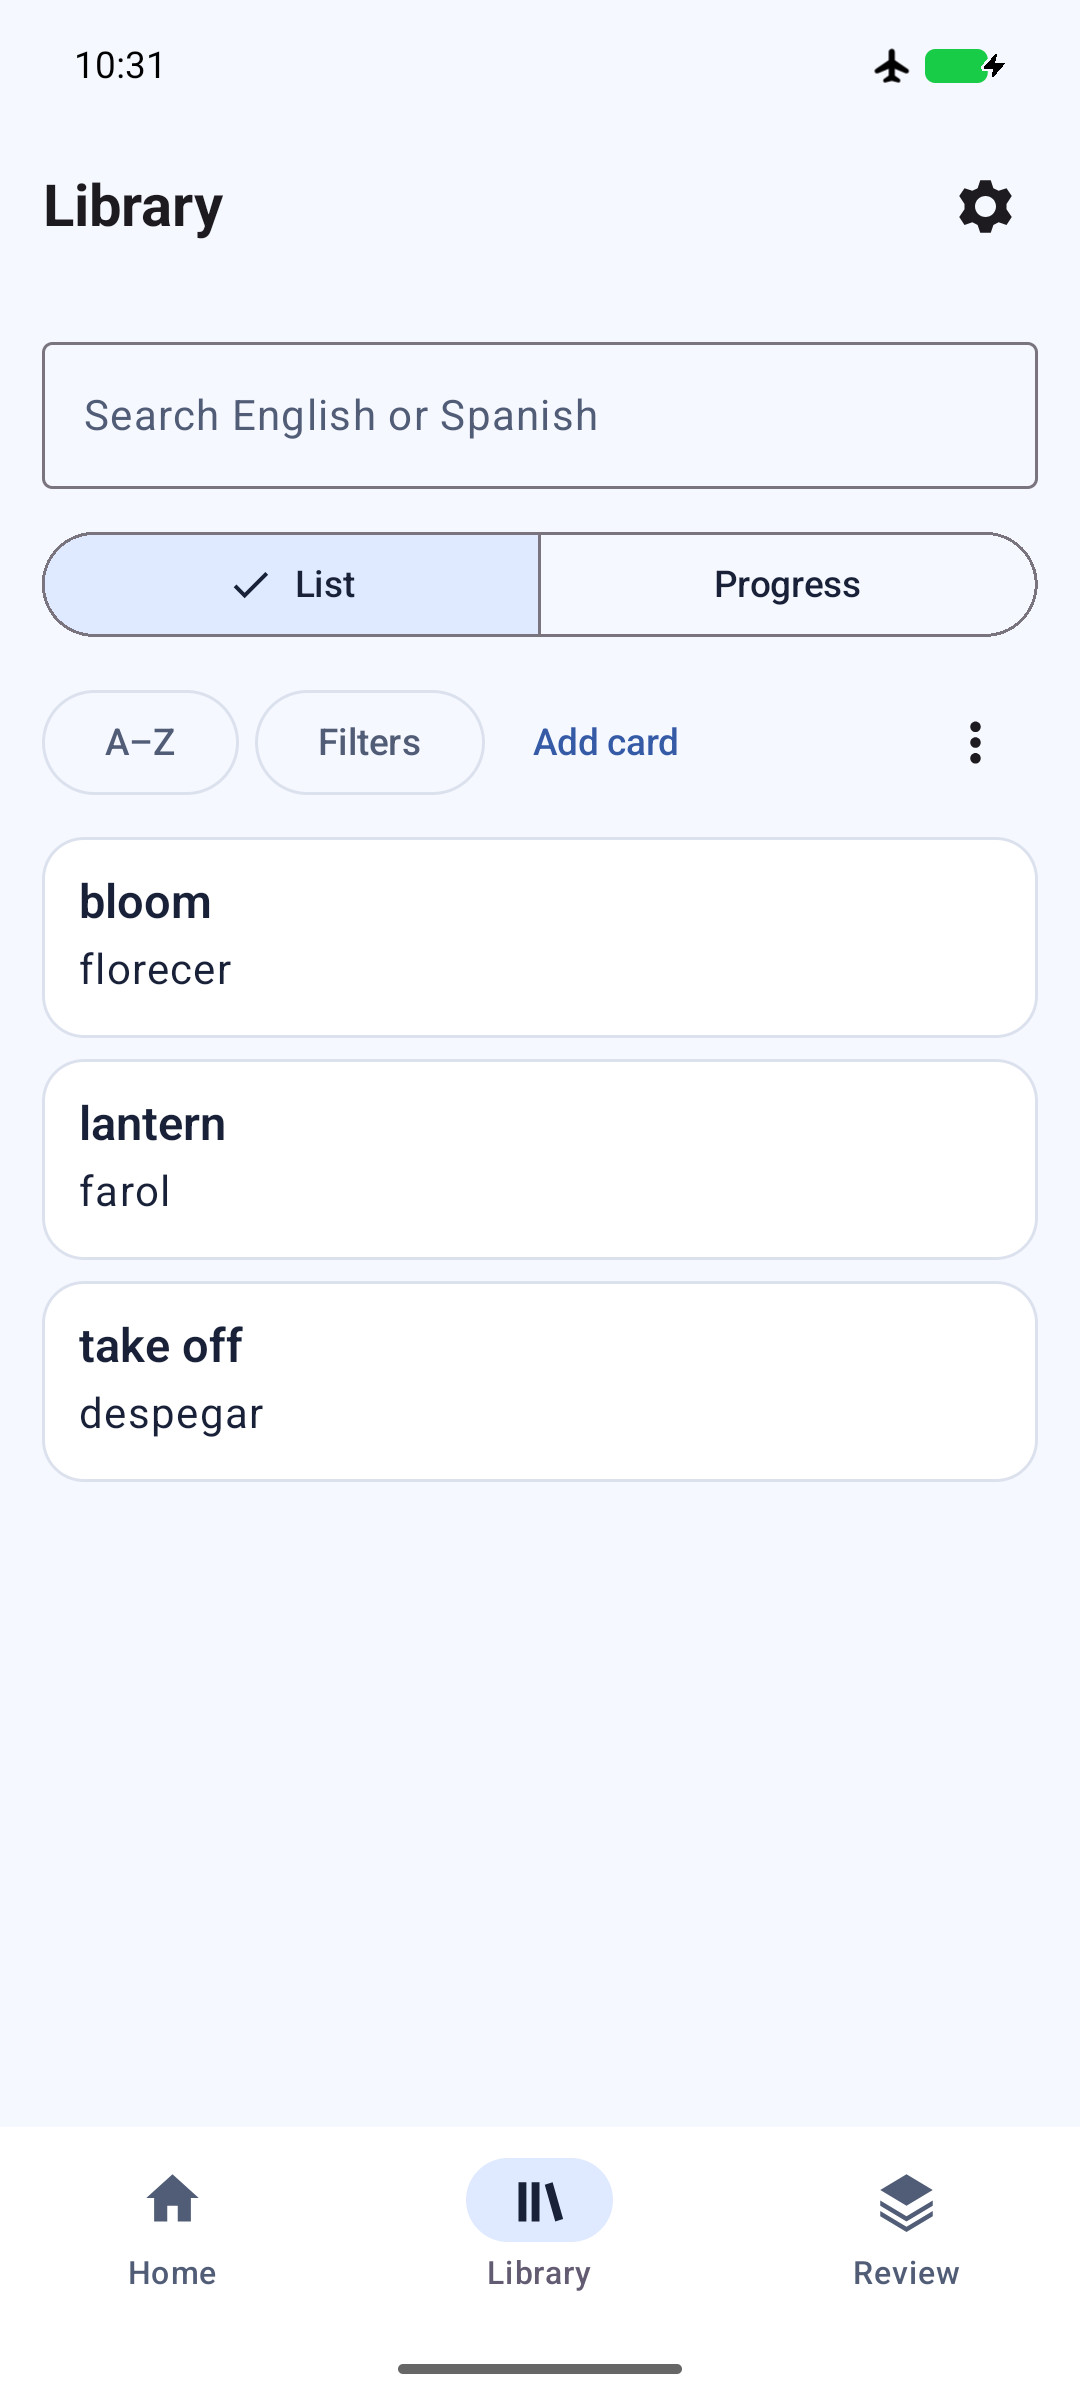 10:31
Library
Search English or Spanish
List
Progress
A–Z
Filters
Add card
bloom
florecer
lantern
farol
take off
despegar
Home
Library
Review